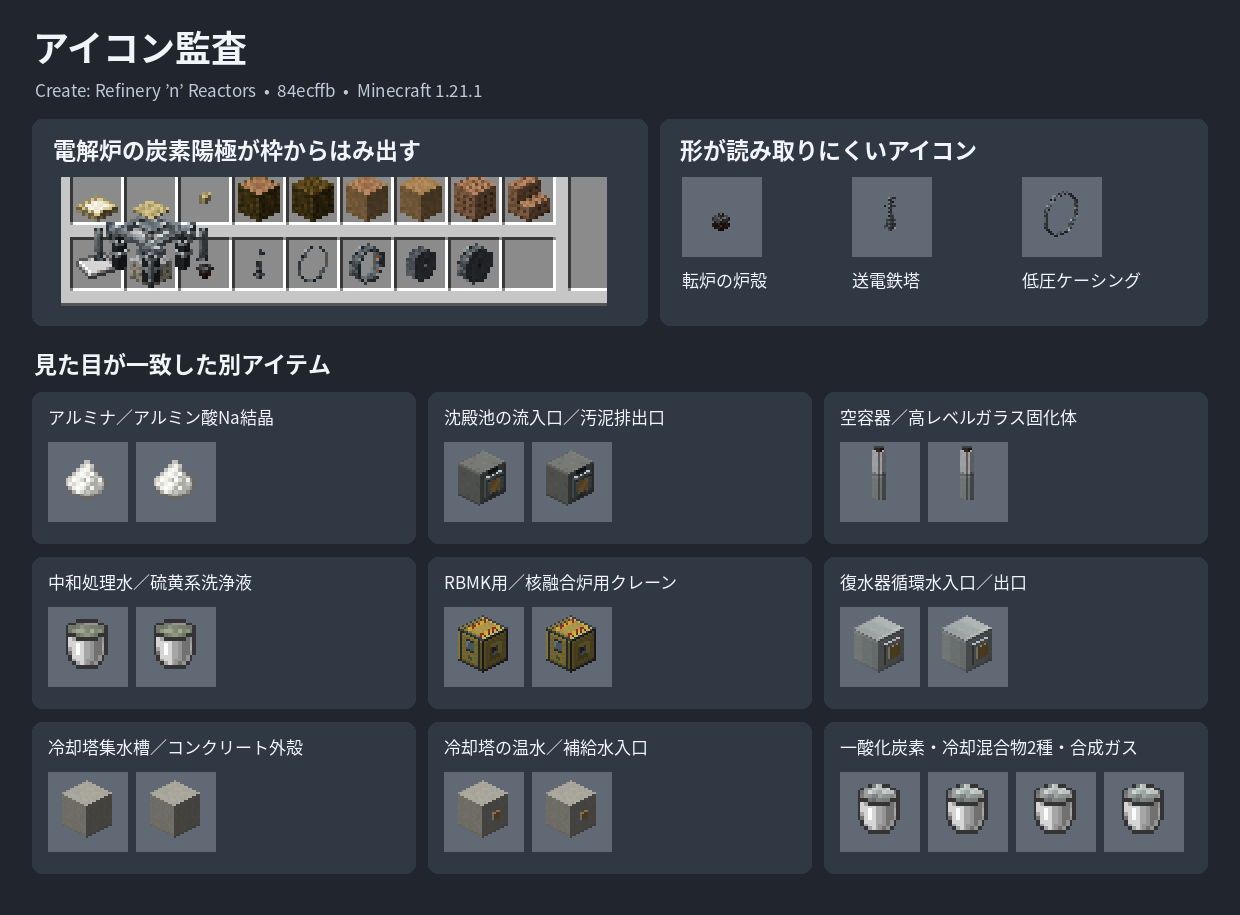 アイコン監査
Create: Refinery ’n’ Reactors • 84ecffb • Minecraft 1.21.1
電解炉の炭素陽極が枠からはみ出す
形が読み取りにくいアイコン
転炉の炉殻
送電鉄塔
低圧ケーシング
見た目が一致した別アイテム
アルミナ／アルミン酸Na結晶
沈殿池の流入口／汚泥排出口
空容器／高レベルガラス固化体
中和処理水／硫黄系洗浄液
RBMK用／核融合炉用クレーン
復水器循環水入口／出口
冷却塔集水槽／コンクリート外殻
冷却塔の温水／補給水入口
一酸化炭素・冷却混合物2種・合成ガス